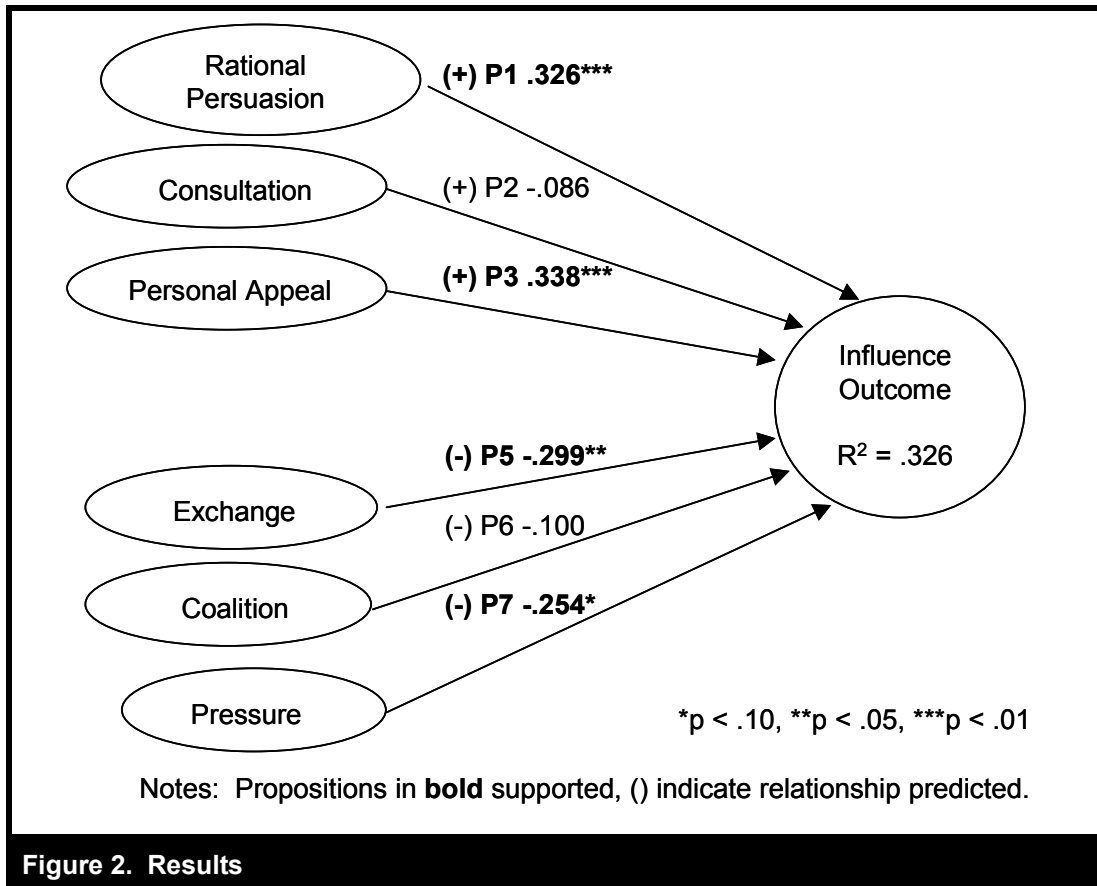 Rational
Persuasion
(+) P1 .326***
Consultation
(+) P2 -.086
Personal Appeal
(+) P3 .338***
Influence
Outcome
R² = .326
Exchange
(-) P5 -.299**
Coalition
(-) P6 -.100
Pressure
(-) P7 -.254*
*p < .10, **p < .05, ***p < .01
Notes: Propositions in bold supported, () indicate relationship predicted.
Figure 2. Results